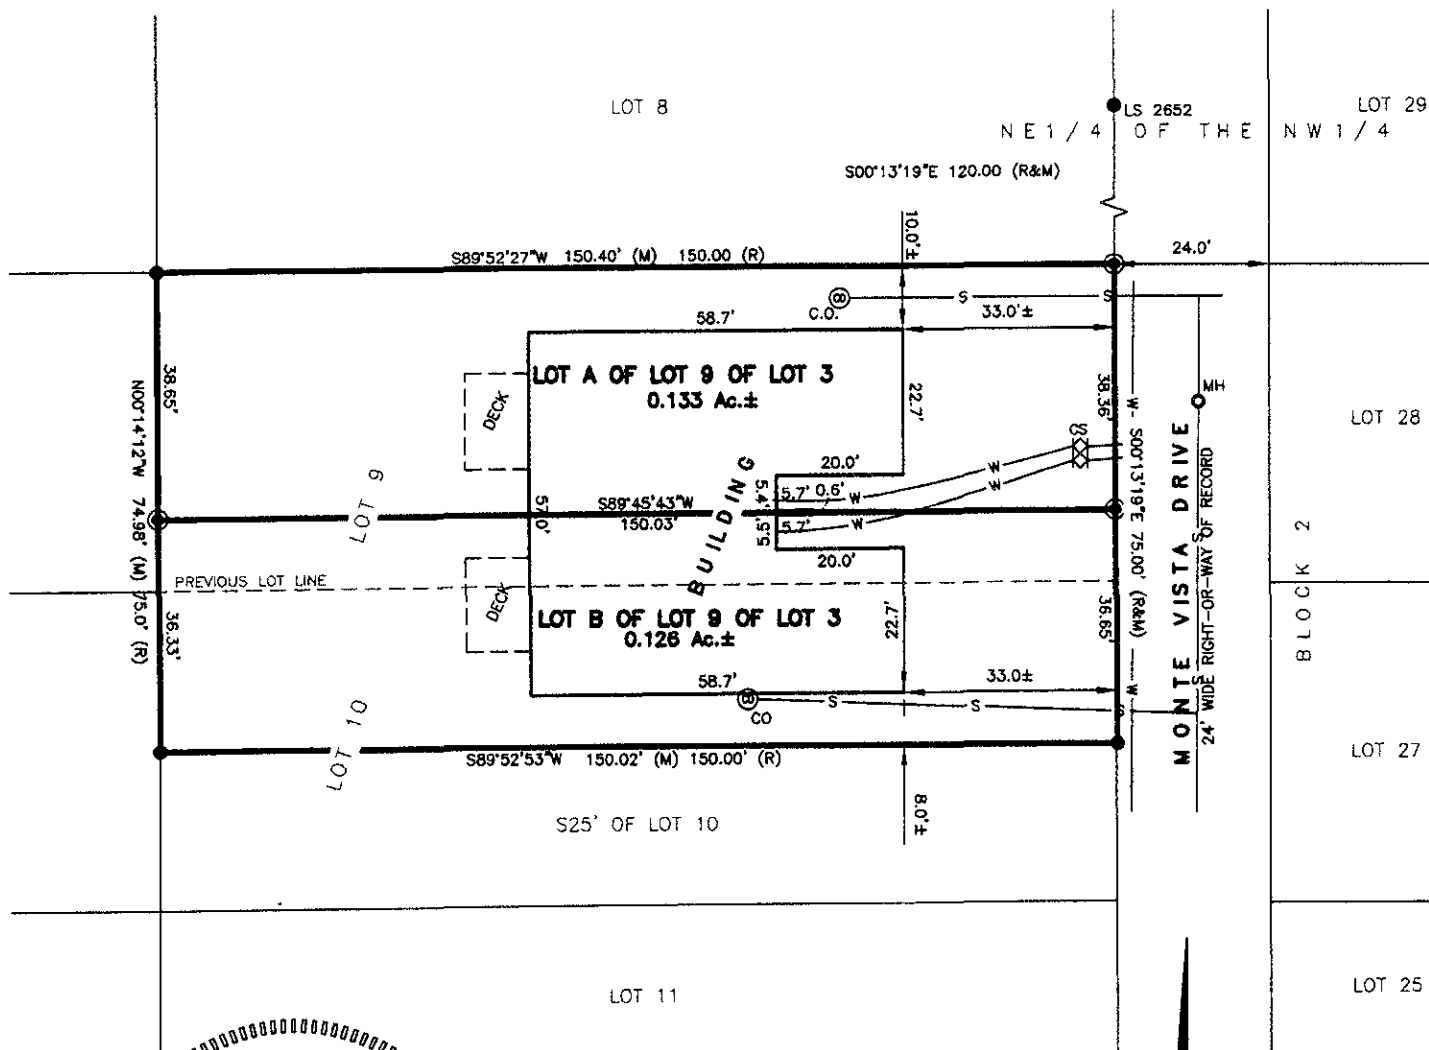 LOT 8
LS 2652
LOT 29
NE1/4 OF THE NW1/4
S00°13'19"E 120.00 (R&M)
10.0'±
24.0'
S89°52'27"W 150.40' (M) 150.00 (R)
C.O.
S
S
33.0'±
58.7'
LOT A OF LOT 9 OF LOT 3
0.133 Ac.±
DECK
22.7'
38.65'
38.36'
MH
LOT 28
N00°14'12"W 74.98' (M) 75.0' (R)
W - S00°13'19"E 75.00' (R&M)
W
MONTE VISTA DRIVE
24' WIDE RIGHT-OR-WAY OF RECORD
S
S
20.0'
W
W
5.4'
5.7'
0.6'
W
LOT 9
57.0'
S89°45'43"W
150.03'
BUILDING
5.5'
5.7'
W
20.0'
BLOCK 2
PREVIOUS LOT LINE
DECK
LOT B OF LOT 9 OF LOT 3
0.126 Ac.±
22.7'
36.33'
36.65'
58.7'
33.0±
CO
S
S
S
LOT 10
S89°52'53"W 150.02' (M) 150.00' (R)
LOT 27
8.0'±
S25' OF LOT 10
LOT 11
LOT 25